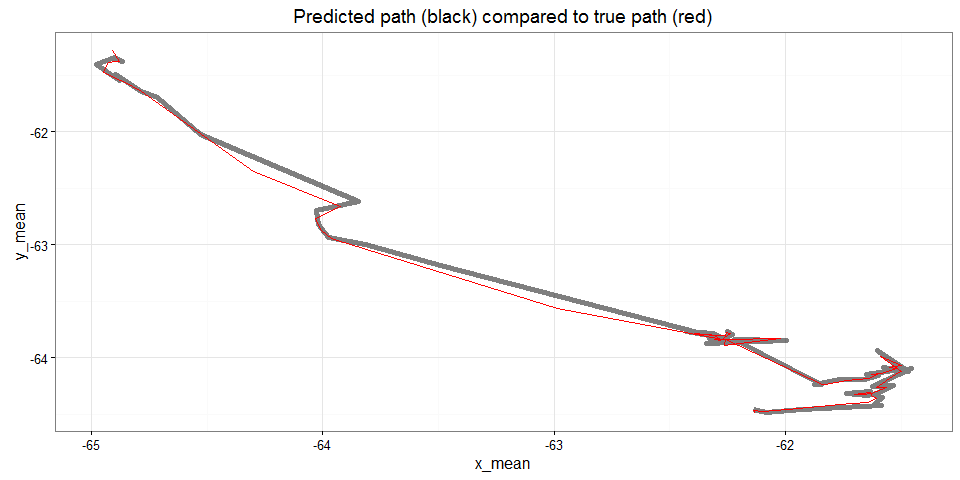 Predicted path (black) compared to true path (red)
-62
-63
-64
y_mean
-65
-64
-63
-62
x_mean